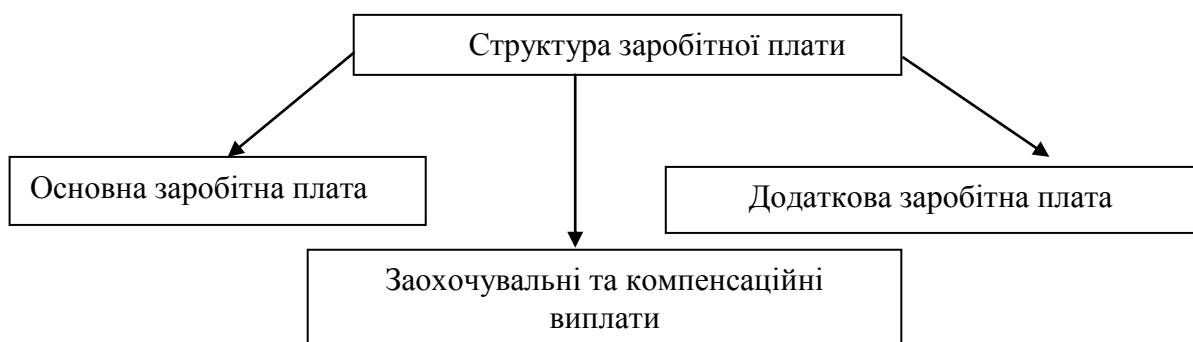 Структура заробітної плати
Основна заробітна плата
Додаткова заробітна плата
Заохочувальні та компенсаційні
виплати